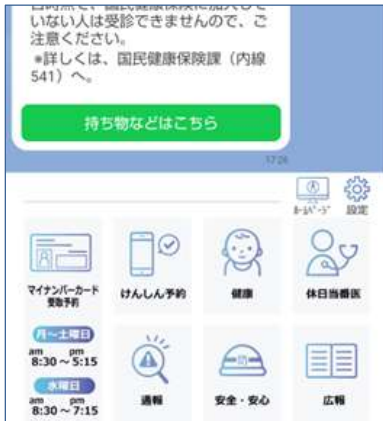 いない人は受診できませんので、ご
注意ください。
*詳しくは、国民健康保険課（内線
541）へ。
持ち物などはこちら
17:26
ﾎｰﾑﾍﾟｰｼﾞ
設定
マイナンバーカード
受取予約
けんしん予約
健康
休日当番医
月～土曜日
am pm
8:30～5:15
水曜日
am pm
8:30～7:15
通報
防
安全・安心
広報